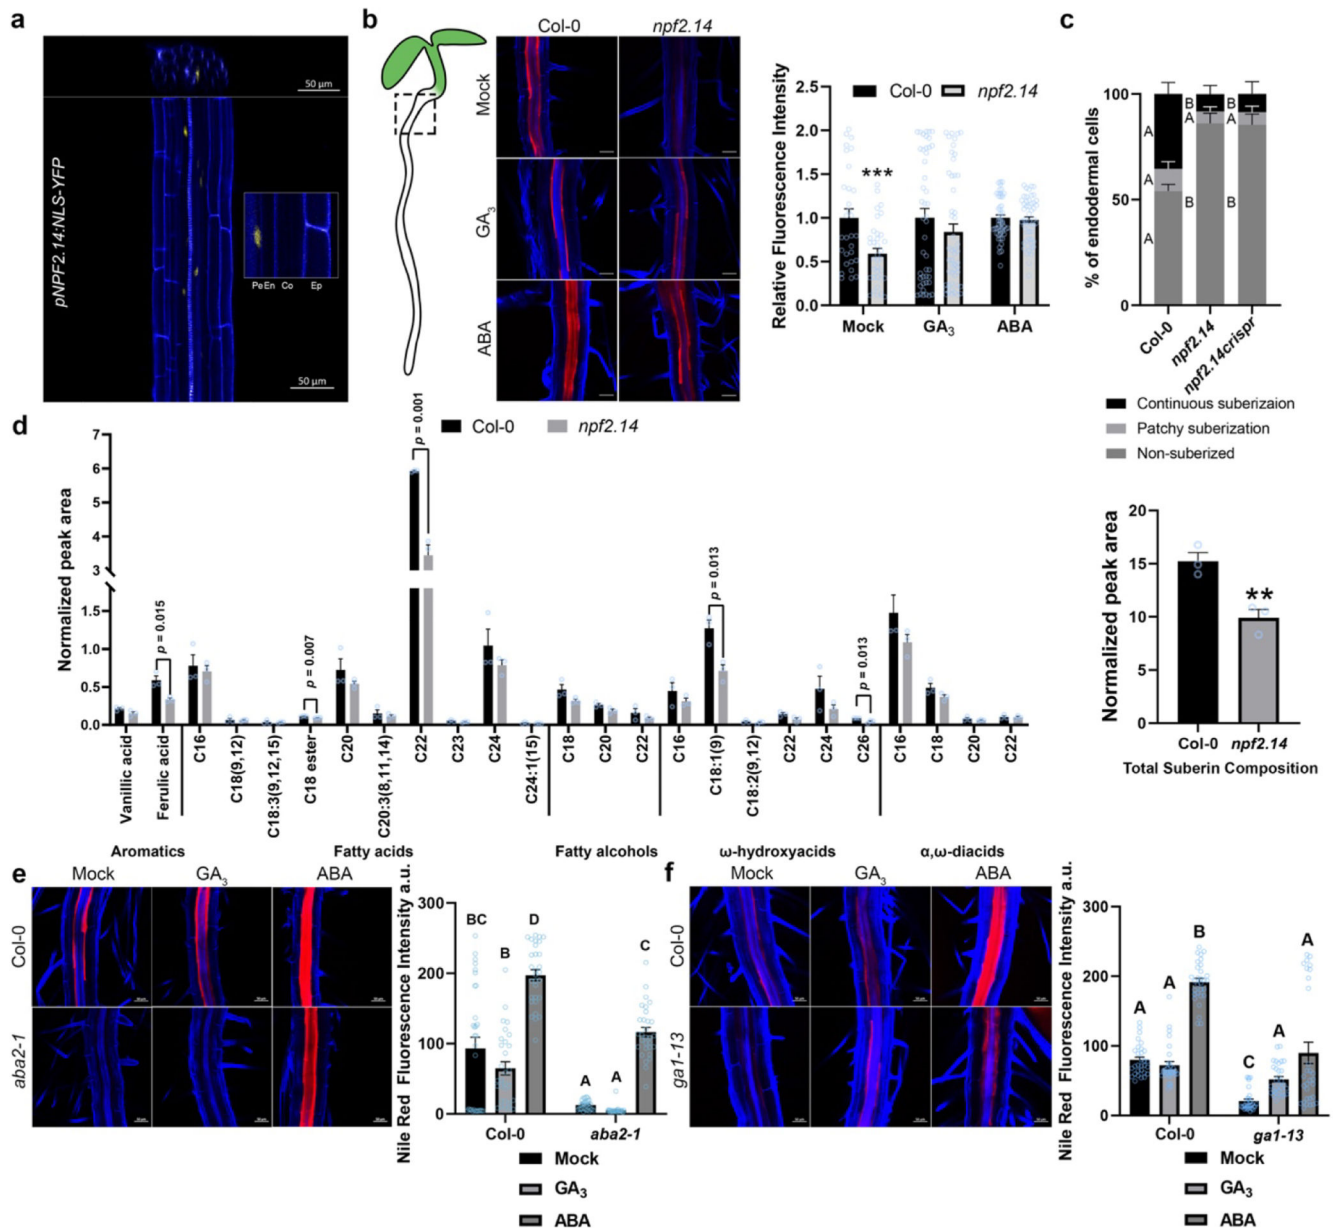 a
50 µm
pNPF2.14:NLS-YFP
Pe En Co Ep
50 µm
b
Col-0 npf2.14
Mock
GA3
ABA
Relative Fluorescence Intensity
Col-0 npf2.14
2.5
2.0
1.5
1.0
0.5
0.0
***
Mock GA3 ABA
c
% of endodermal cells
100
50
0
A
A
A
B
A
B
B
A
B
Col-0
npf2.14
npf2.14crispr
Continuous suberizaion
Patchy suberization
Non-suberized
d
Col-0 npf2.14
Normalized peak area
7
6
5
4
3
1.5
1.0
0.5
0.0
p = 0.015
p = 0.007
p = 0.001
p = 0.013
p = 0.013
Vanillic acid
Ferulic acid
C16
C18(9,12)
C18:3(9,12,15)
C18 ester
C20
C20:3(8,11,14)
C22
C23
C24
C24:1(15)
C18
C20
C22
C16
C18:1(9)
C18:2(9,12)
C22
C24
C26
C16
C18
C20
C22
Aromatics Fatty acids Fatty alcohols ω-hydroxyacids α,ω-diacids
Normalized peak area
20
15
10
5
0
**
Col-0 npf2.14
Total Suberin Composition
e
Mock GA3 ABA
Col-0
aba2-1
Nile Red Fluorescence Intensity a.u.
300
200
100
0
BC
B
D
A
A
C
Col-0 aba2-1
Mock
GA3
ABA
f
Mock GA3 ABA
Col-0
ga1-13
Nile Red Fluorescence Intensity a.u.
300
200
100
0
A
A
B
C
A
A
Col-0 ga1-13
Mock
GA3
ABA